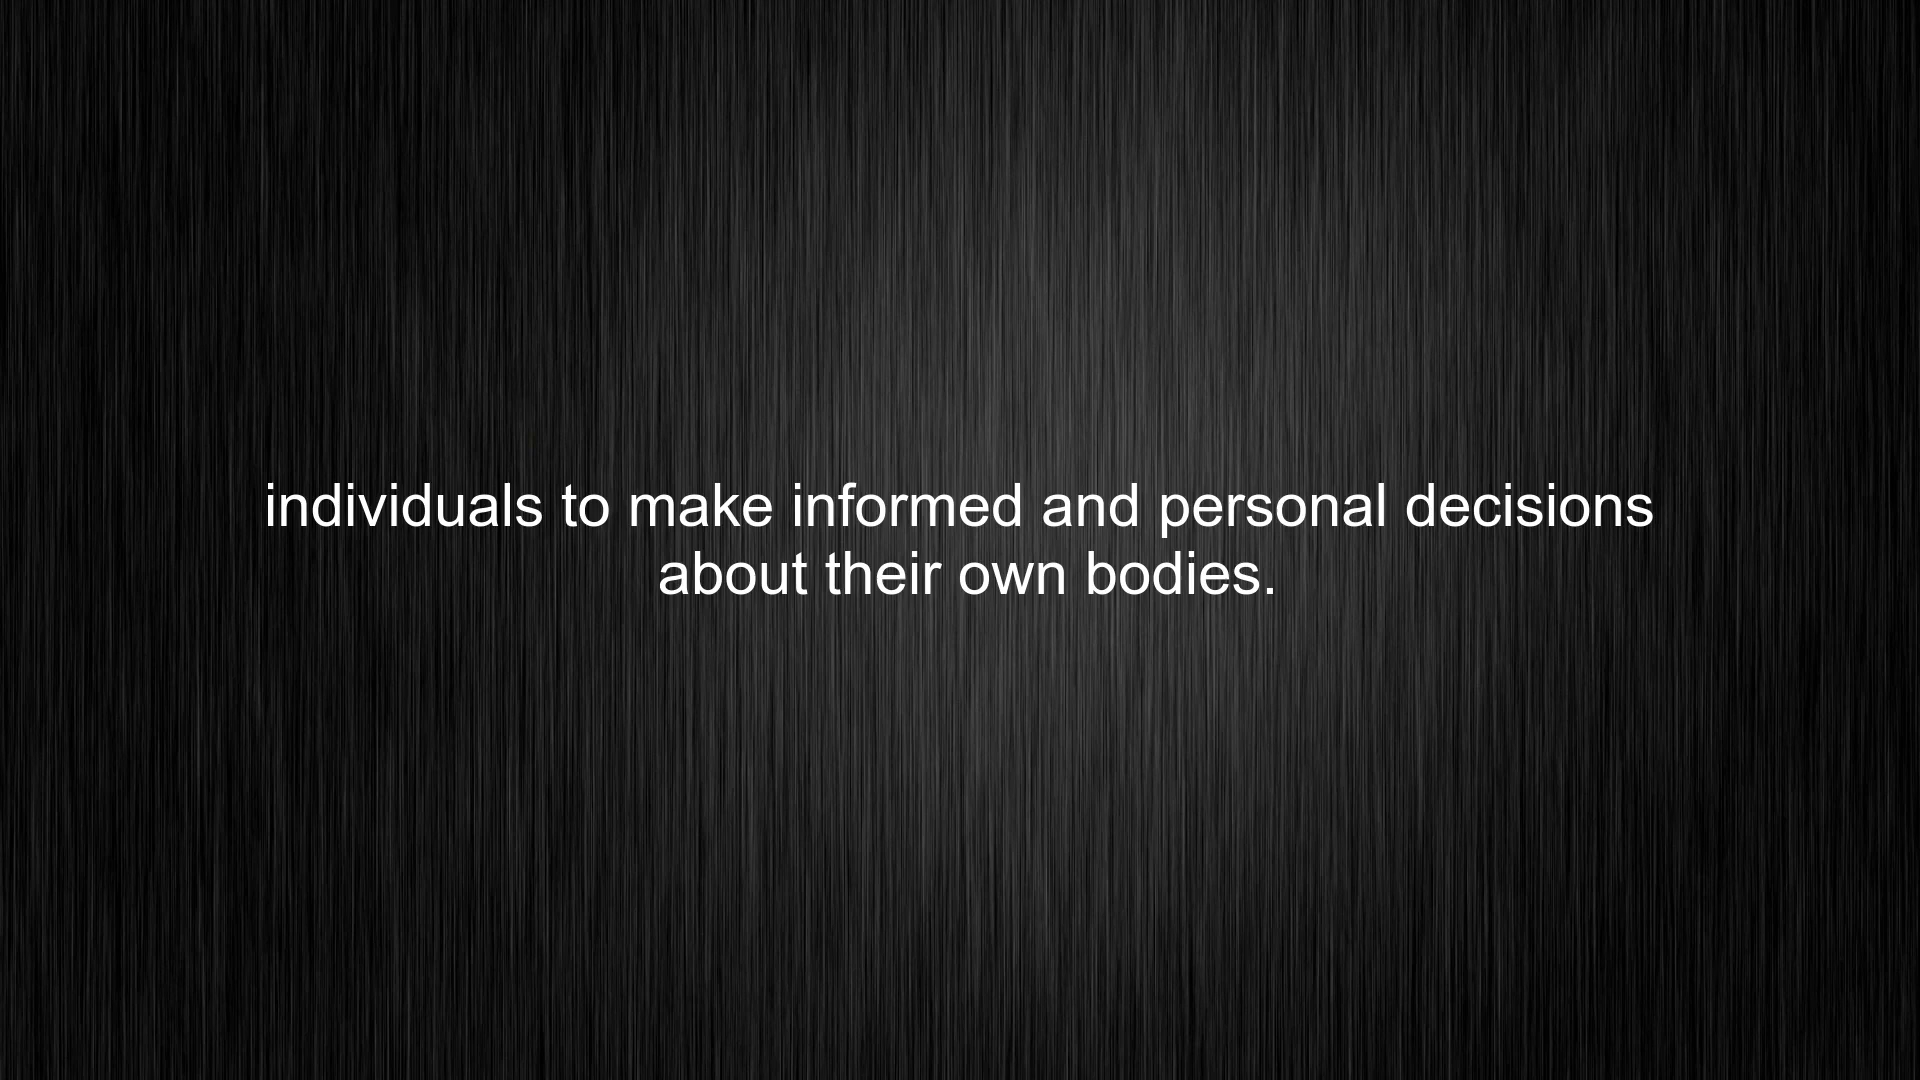 individuals to make informed and personal decisions
about their own bodies.